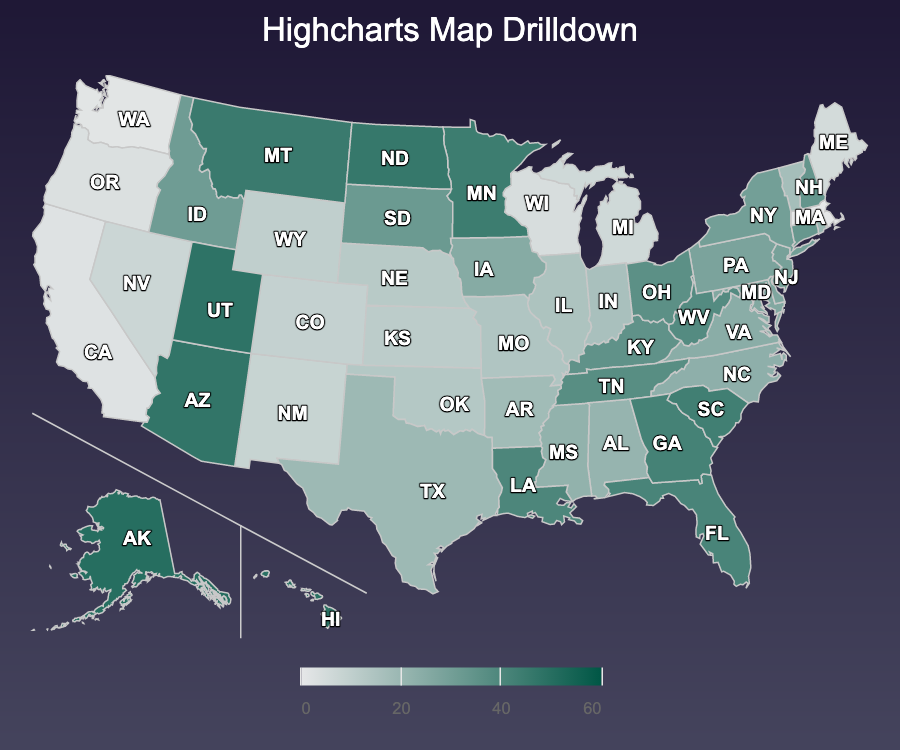 Highcharts Map Drilldown
WA
ME
MT
ND
OR
MN
NH
ID
SD
WI
NY
MA
MI
WY
PA
IA
NJ
NV
NE
OH
MD
IL
IN
UT
WV
CO
VA
KS
MO
KY
CA
NC
TN
AZ
OK
SC
NM
AR
GA
AL
MS
LA
TX
FL
AK
HI
0 20 40 60